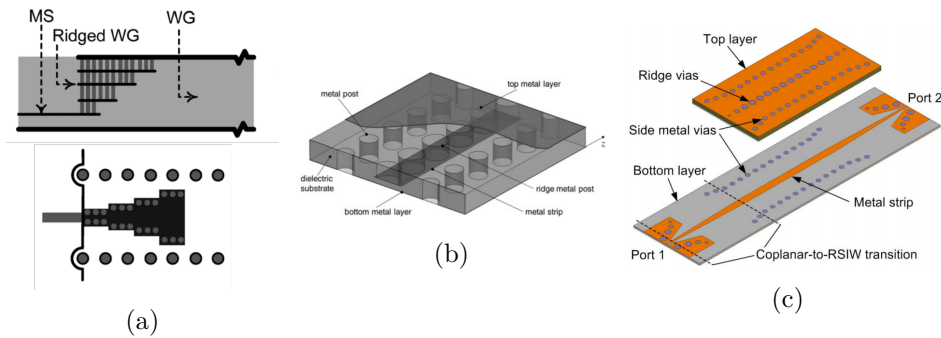 MS
Ridged WG
WG
(a)
metal post
top metal layer
z
dielectric
substrate
bottom metal layer
ridge metal post
metal strip
(b)
Top layer
Ridge vias
Side metal vias
Port 2
Bottom layer
Metal strip
Port 1
Coplanar-to-RSIW transition
(c)